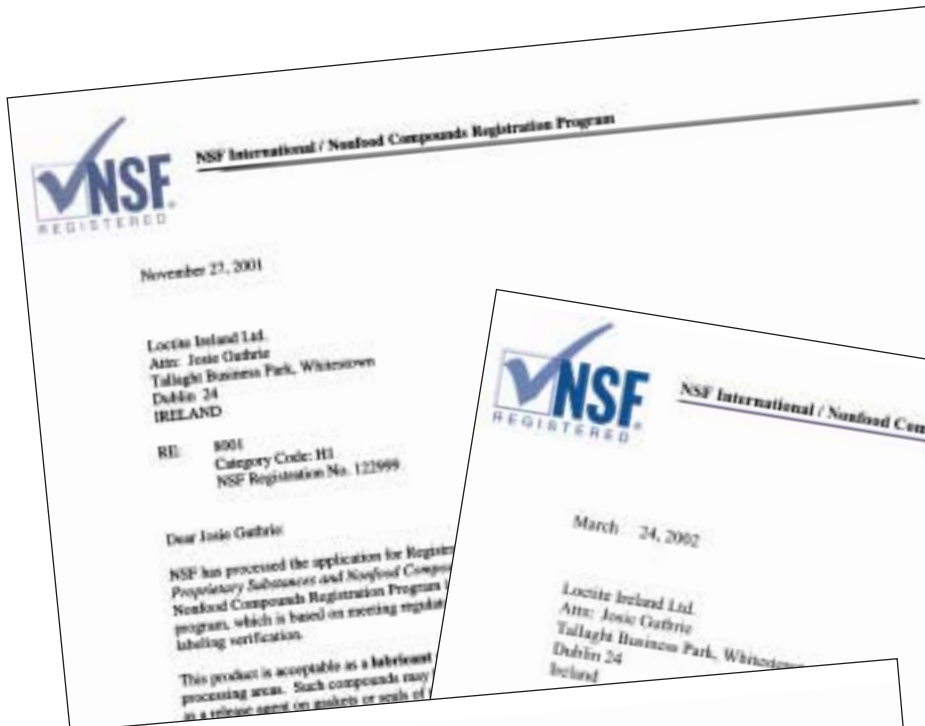 NSF®
REGISTERED
NSF International / Nonfood Compounds Registration Program
November 27, 2001
Loctite Ireland Ltd.
Attn: Josie Guthrie
Tallaght Business Park, Whitestown
Dublin 24
IRELAND
RE: 8001
Category Code: H1
NSF Registration No. 122999
Dear Josie Guthrie:
NSF has processed the application for
Proprietary Substances and Nonfood
Nonfood Compounds Registration Program
program, which is based on meeting
labeling verification.
This product is acceptable as a lubricant
processing areas. Such compounds may
as a release agent on gaskets or seals of
NSF®
REGISTERED
NSF International / Nonfood
March 24, 2002
Loctite Ireland Ltd.
Attn: Josie Guthrie
Tallaght Business Park,
Dublin 24
Ireland